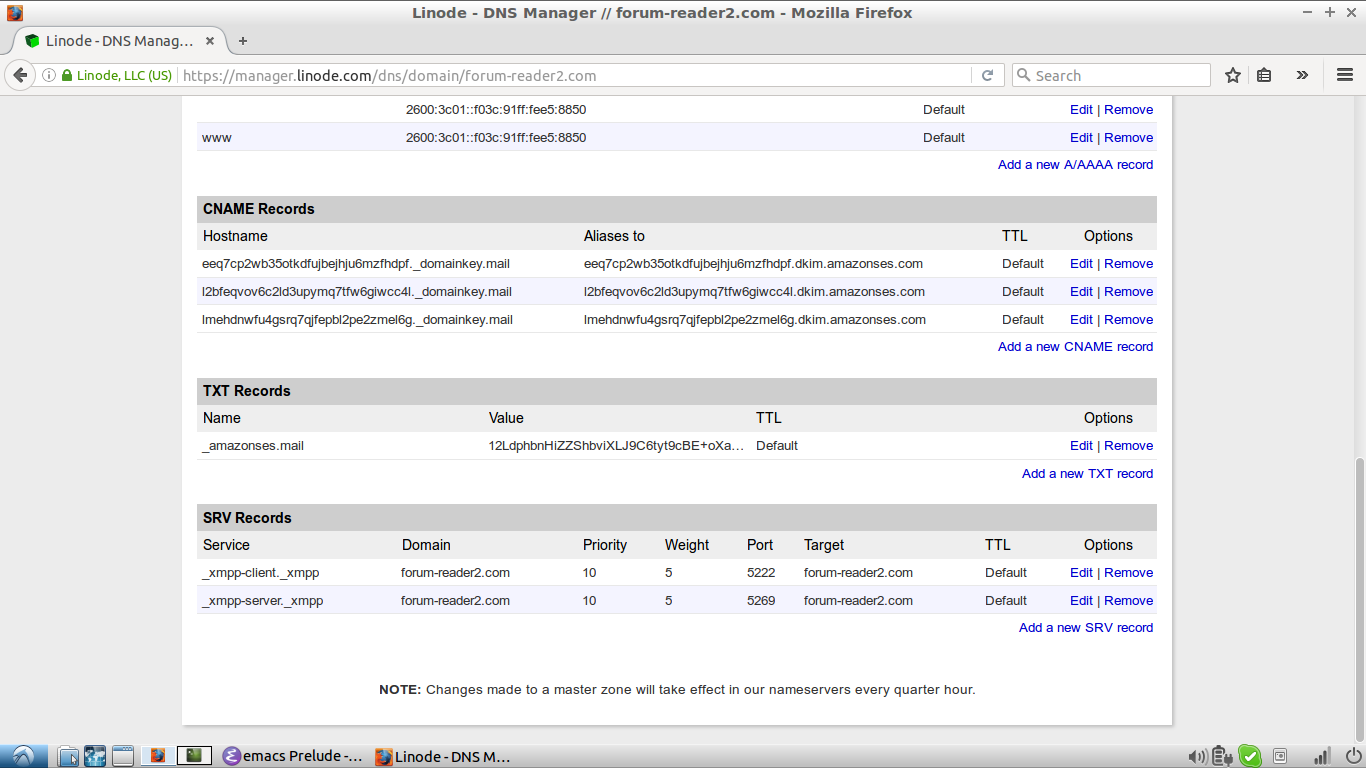 Linode - DNS Manager // forum-reader2.com - Mozilla Firefox
Linode - DNS Manag…
Linode, LLC (US) https://manager.linode.com/dns/domain/forum-reader2.com Search
2600:3c01::f03c:91ff:fee5:8850 Default Edit | Remove
www 2600:3c01::f03c:91ff:fee5:8850 Default Edit | Remove
Add a new A/AAAA record
CNAME Records
Hostname Aliases to TTL Options
eeq7cp2wb35otkdfujbejhju6mzfhdpf._domainkey.mail eeq7cp2wb35otkdfujbejhju6mzfhdpf.dkim.amazonses.com Default Edit | Remove
l2bfeqvov6c2ld3upymq7tfw6giwcc4l._domainkey.mail l2bfeqvov6c2ld3upymq7tfw6giwcc4l.dkim.amazonses.com Default Edit | Remove
lmehdnwfu4gsrq7qjfepbl2pe2zmel6g._domainkey.mail lmehdnwfu4gsrq7qjfepbl2pe2zmel6g.dkim.amazonses.com Default Edit | Remove
Add a new CNAME record
TXT Records
Name Value TTL Options
_amazonses.mail 12LdphbnHiZZShbviXLJ9C6tyt9cBE+oXa… Default Edit | Remove
Add a new TXT record
SRV Records
Service Domain Priority Weight Port Target TTL Options
_xmpp-client._xmpp forum-reader2.com 10 5 5222 forum-reader2.com Default Edit | Remove
_xmpp-server._xmpp forum-reader2.com 10 5 5269 forum-reader2.com Default Edit | Remove
Add a new SRV record
NOTE: Changes made to a master zone will take effect in our nameservers every quarter hour.
emacs Prelude -… Linode - DNS M…